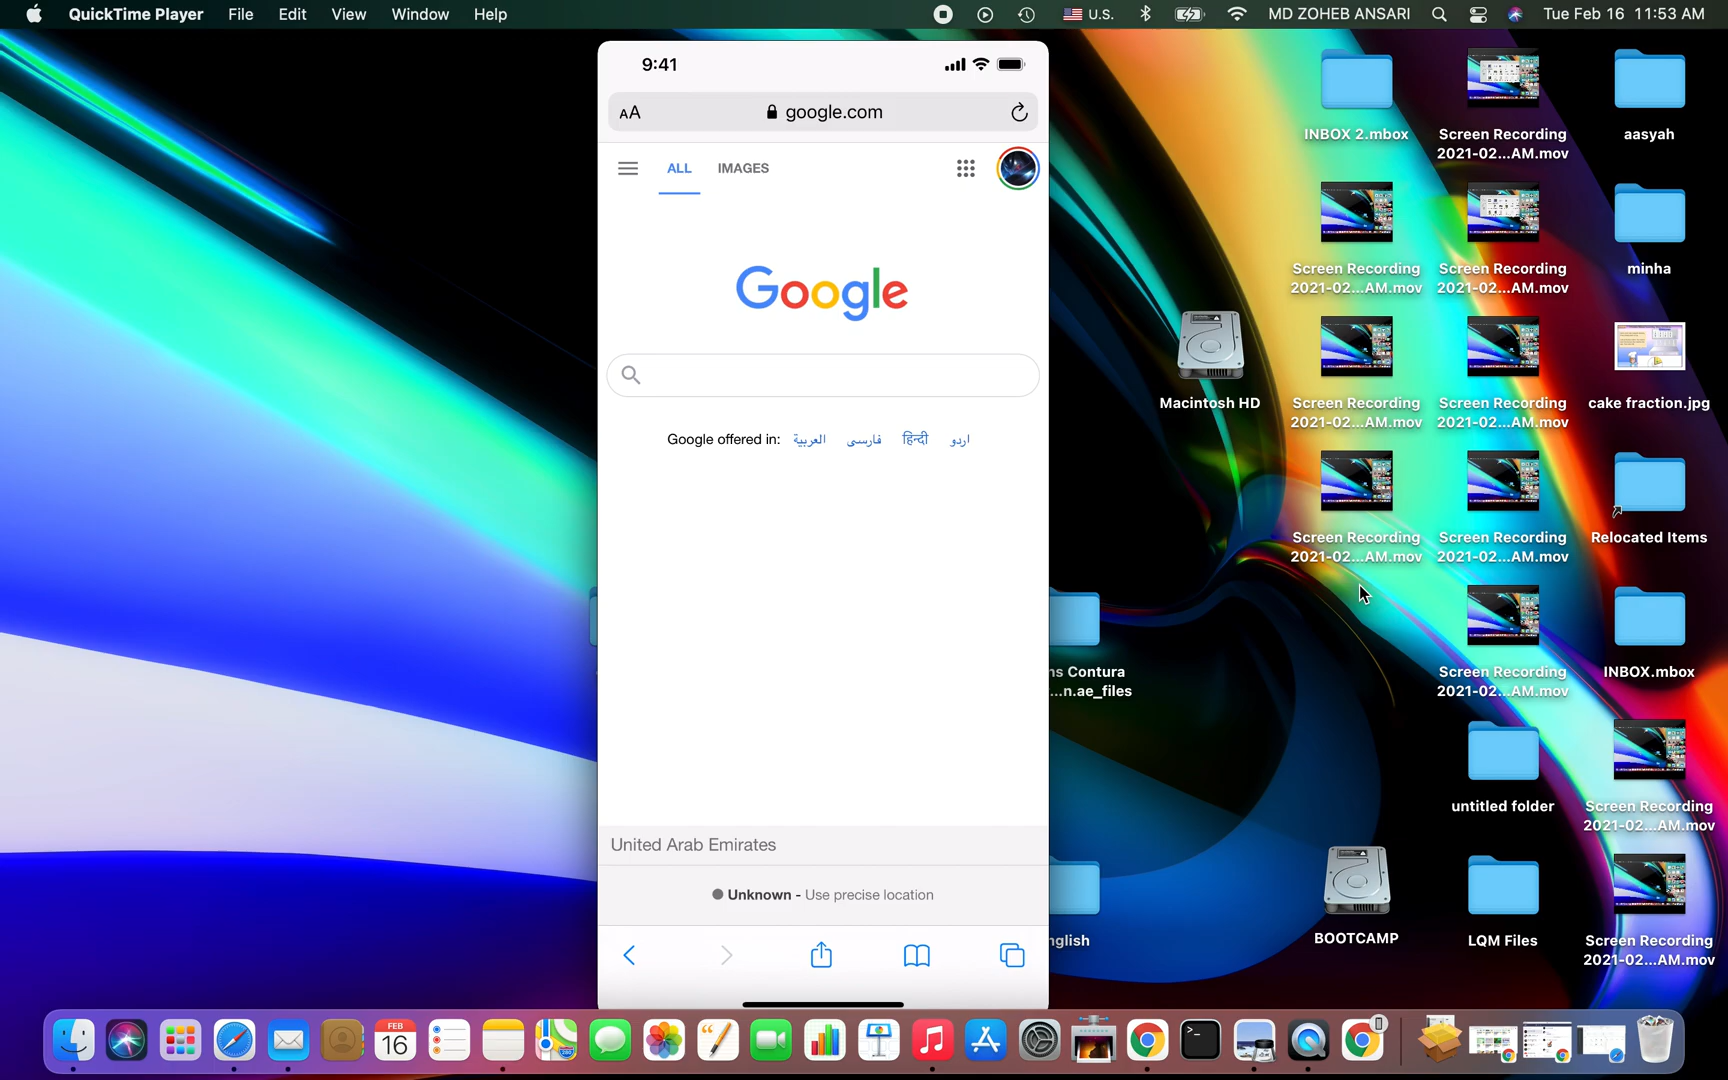 QuickTime Player File Edit View Window Help U.S. MD ZOHEB ANSARI Tue Feb 16 11:53 AM
9:41
AA google.com
ALL IMAGES
Google
Google offered in: العربية فارسی हिन्दी اردو
United Arab Emirates
Unknown - Use precise location
INBOX 2.mbox
Screen Recording
2021-02...AM.mov
aasyah
Screen Recording
2021-02...AM.mov
Screen Recording
2021-02...AM.mov
minha
Macintosh HD
Screen Recording
2021-02...AM.mov
Screen Recording
2021-02...AM.mov
cake fraction.jpg
Screen Recording
2021-02...AM.mov
Screen Recording
2021-02...AM.mov
Relocated Items
ns Contura
...n.ae_files
Screen Recording
2021-02...AM.mov
INBOX.mbox
untitled folder
Screen Recording
2021-02...AM.mov
nglish
BOOTCAMP
LQM Files
Screen Recording
2021-02...AM.mov
FEB
16
280